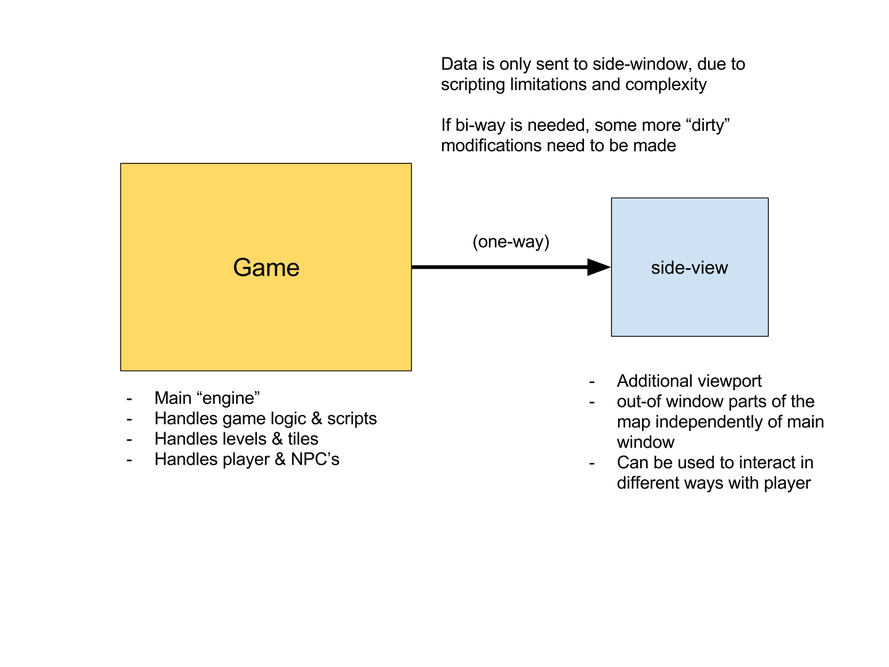 Data is only sent to side-window, due to
scripting limitations and complexity
If bi-way is needed, some more “dirty”
modifications need to be made
Game
(one-way)
side-view
- Main “engine”
- Handles game logic & scripts
- Handles levels & tiles
- Handles player & NPC’s
- Additional viewport
- out-of window parts of the
map independently of main
window
- Can be used to interact in
different ways with player